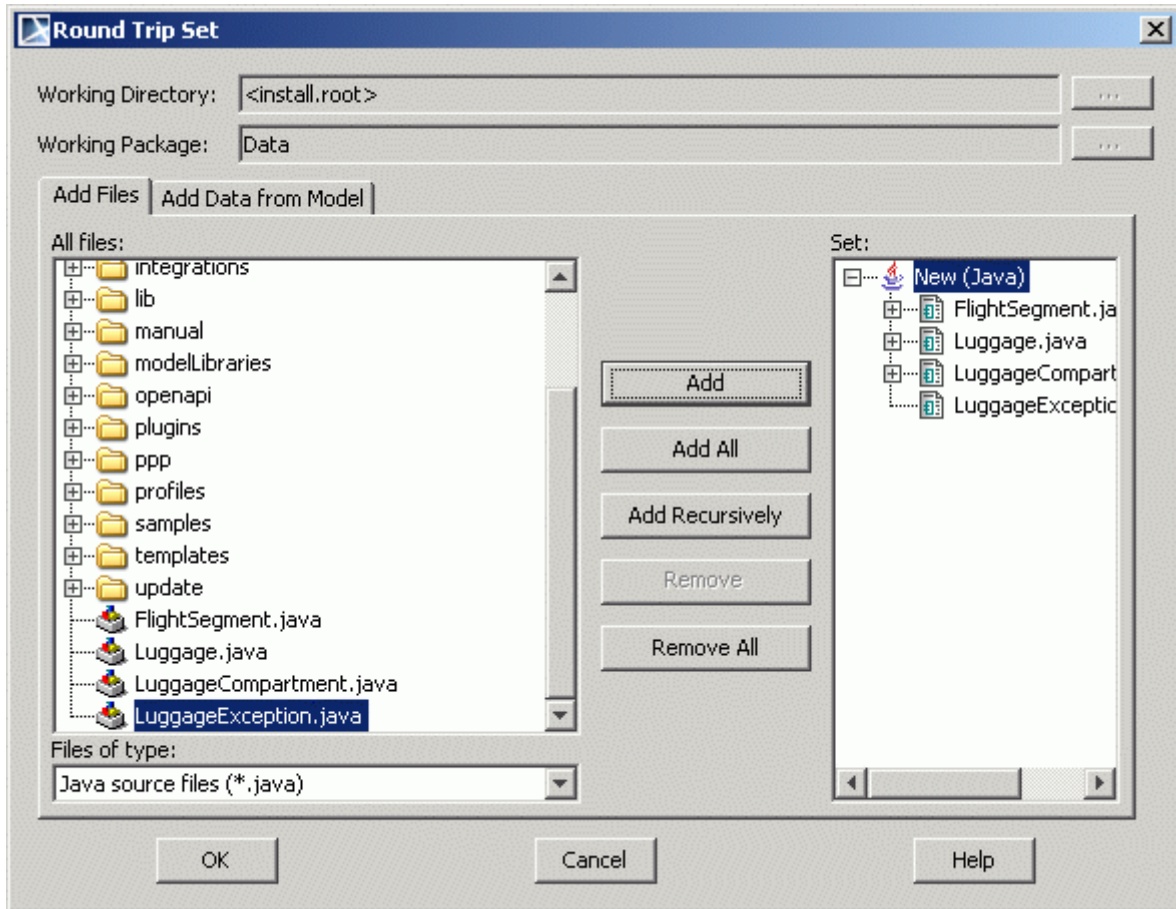 Round Trip Set
Working Directory: <install.root> ...
Working Package: Data ...
Add Files Add Data from Model
All files:
integrations
lib
manual
modelLibraries
openapi
plugins
ppp
profiles
samples
templates
update
FlightSegment.java
Luggage.java
LuggageCompartment.java
LuggageException.java
Files of type:
Java source files (*.java)
Add
Add All
Add Recursively
Remove
Remove All
Set:
New (Java)
FlightSegment.ja
Luggage.java
LuggageCompart
LuggageExceptic
OK Cancel Help